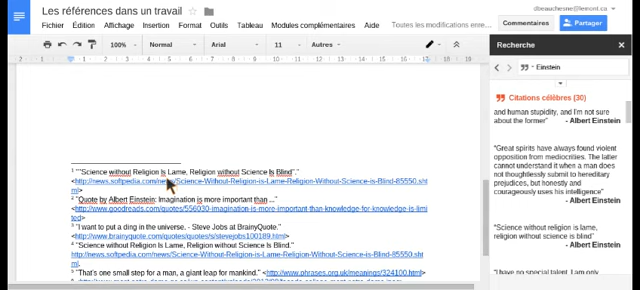 Les références dans un travail
dbeauchesne@lemont.ca
Fichier Édition Affichage Insertion Format Outils Tableau Modules complémentaires Aide Toutes les modifications enre...
Commentaires
Partager
100%
Normal
Arial
11
Autres
Recherche
Einstein
Citations célèbres (30)
and human stupidity, and I'm not sure
about the former”
- Albert Einstein
“Great spirits have always found violent
opposition from mediocrities. The latter
cannot understand it when a man does
not thoughtlessly submit to hereditary
prejudices, but honestly and
courageously uses his intelligence”
- Albert Einstein
“Science without religion is lame,
religion without science is blind”
- Albert Einstein
“I have no special talent. I am only
1 ""Science without Religion Is Lame, Religion without Science Is Blind"."
<http://news.softpedia.com/news/Science-Without-Religion-is-Lame-Religion-Without-Science-is-Blind-85550.sht
ml>
2 "Quote by Albert Einstein: Imagination is more important than ..."
<http://www.goodreads.com/quotes/556030-imagination-is-more-important-than-knowledge-for-knowledge-is-limi
ted>
3 "I want to put a ding in the universe. - Steve Jobs at BrainyQuote."
<http://www.brainyquote.com/quotes/quotes/s/stevejobs100189.html>
4 "Science without Religion Is Lame, Religion without Science Is Blind."
http://news.softpedia.com/news/Science-Without-Religion-is-Lame-Religion-Without-Science-is-Blind-85550.sht
ml.
5 "That's one small step for a man, a giant leap for mankind." <http://www.phrases.org.uk/meanings/324100.html>